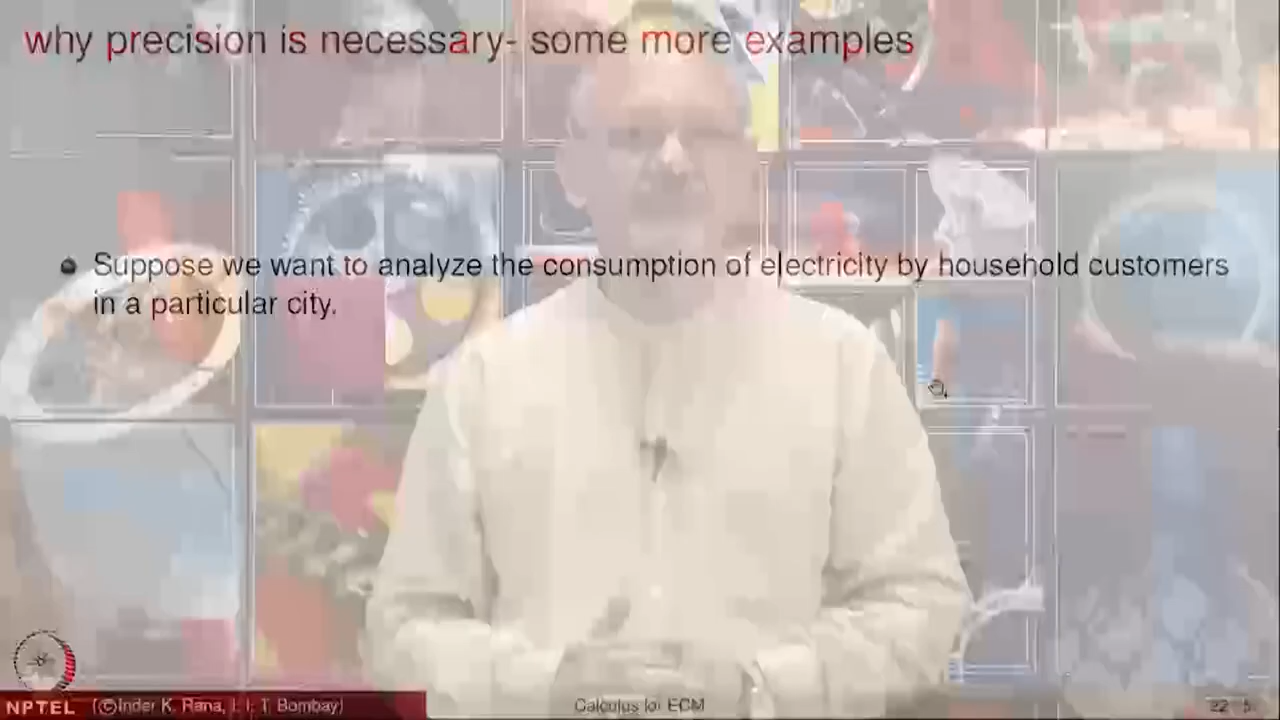 why precision is necessary- some more examples
Suppose we want to analyze the consumption of electricity by household customers
in a particular city.
NPTEL (©Inder K. Rana, I. I. T. Bombay) Calculus for ECM